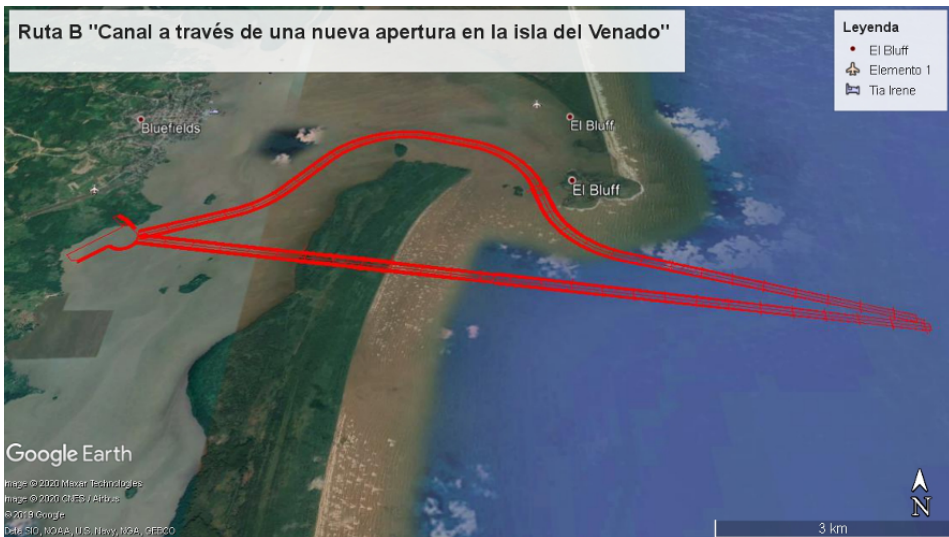 Ruta B "Canal a través de una nueva apertura en la isla del Venado"
Leyenda
El Bluff
Elemento 1
Tia Irene
Bluefields
El Bluff
El Bluff
Google Earth
Image © 2020 Maxar Technologies
Image © 2020 CNES / Airbus
© 2019 Google
Data SIO, NOAA, U.S. Navy, NGA, GEBCO
N
3 km